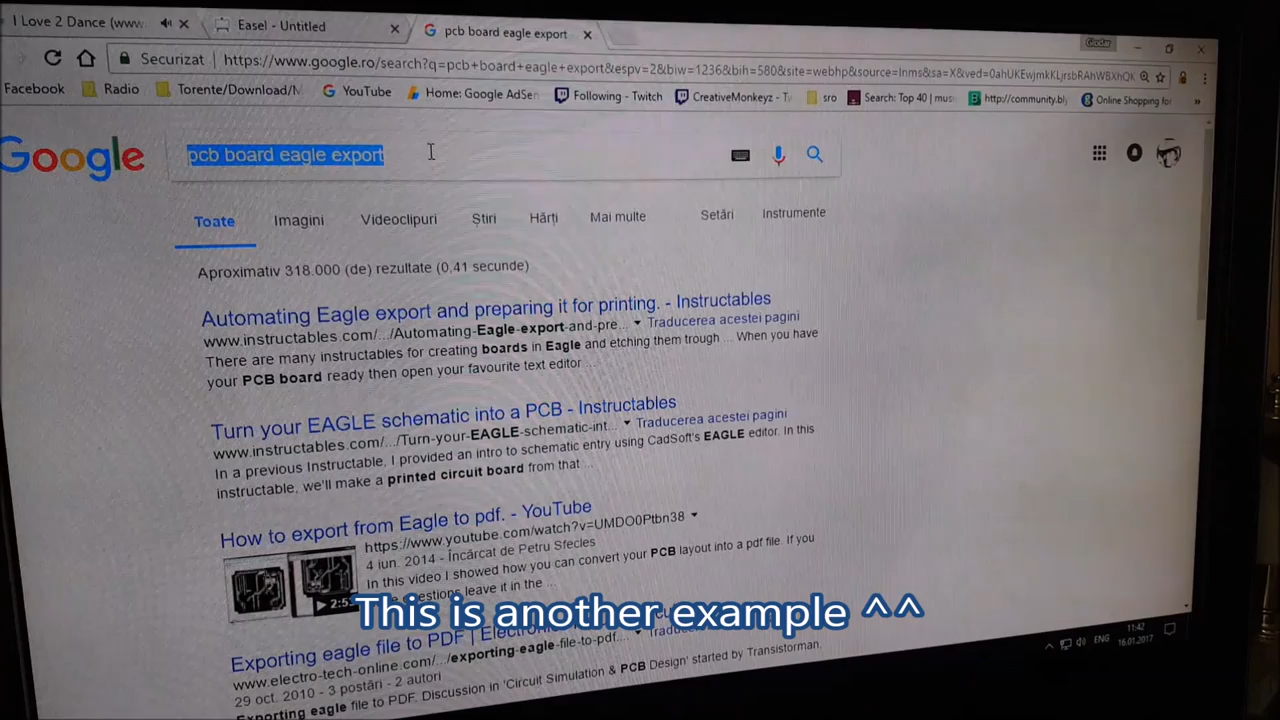 I Love 2 Dance (www.
Easel - Untitled
pcb board eagle export
Giodar
Securizat
https://www.google.ro/search?q=pcb+board+eagle+export&espv=2&biw=1236&bih=580&site=webhp&source=lnms&sa=X&ved=
Facebook
Radio
Torente/Download/
YouTube
Home: Google AdSen
Following - Twitch
CreativeMonkeyz - T
sro
Search: Top 40 | mus
http://community.bly
Online Shopping for
Google
pcb board eagle export
Toate
Imagini
Videoclipuri
Știri
Hărți
Mai multe
Setări
Instrumente
Aproximativ 318.000 (de) rezultate (0,41 secunde)
Automating Eagle export and preparing it for printing. - Instructables
www.instructables.com/.../Automating-Eagle-export-and-pre... Traducerea acestei pagini
There are many instructables for creating boards in Eagle and etching them trough ... When you have
your PCB board ready then open your favourite text editor ...
Turn your EAGLE schematic into a PCB - Instructables
www.instructables.com/.../Turn-your-EAGLE-schematic-int... Traducerea acestei pagini
In a previous Instructable, I provided an intro to schematic entry using CadSoft's EAGLE editor. In this
instructable, we'll make a printed circuit board from that ...
How to export from Eagle to pdf. - YouTube
https://www.youtube.com/watch?v=UMDO0Ptbn38
4 iun. 2014 - Încărcat de Petru Sfecles
In this video I showed how you can convert your PCB layout into a pdf file. If you
questions leave it in the ...
2:5
This is another example ^^
Exporting eagle file to PDF | Electronic
www.electro-tech-online.com/.../exporting-eagle-file-to-pdf...
29 oct. 2010 - 3 postări - 2 autori
Exporting eagle file to PDF. Discussion in 'Circuit Simulation & PCB Design' started by Transistorman,
ENG
11:42
16.01.2017